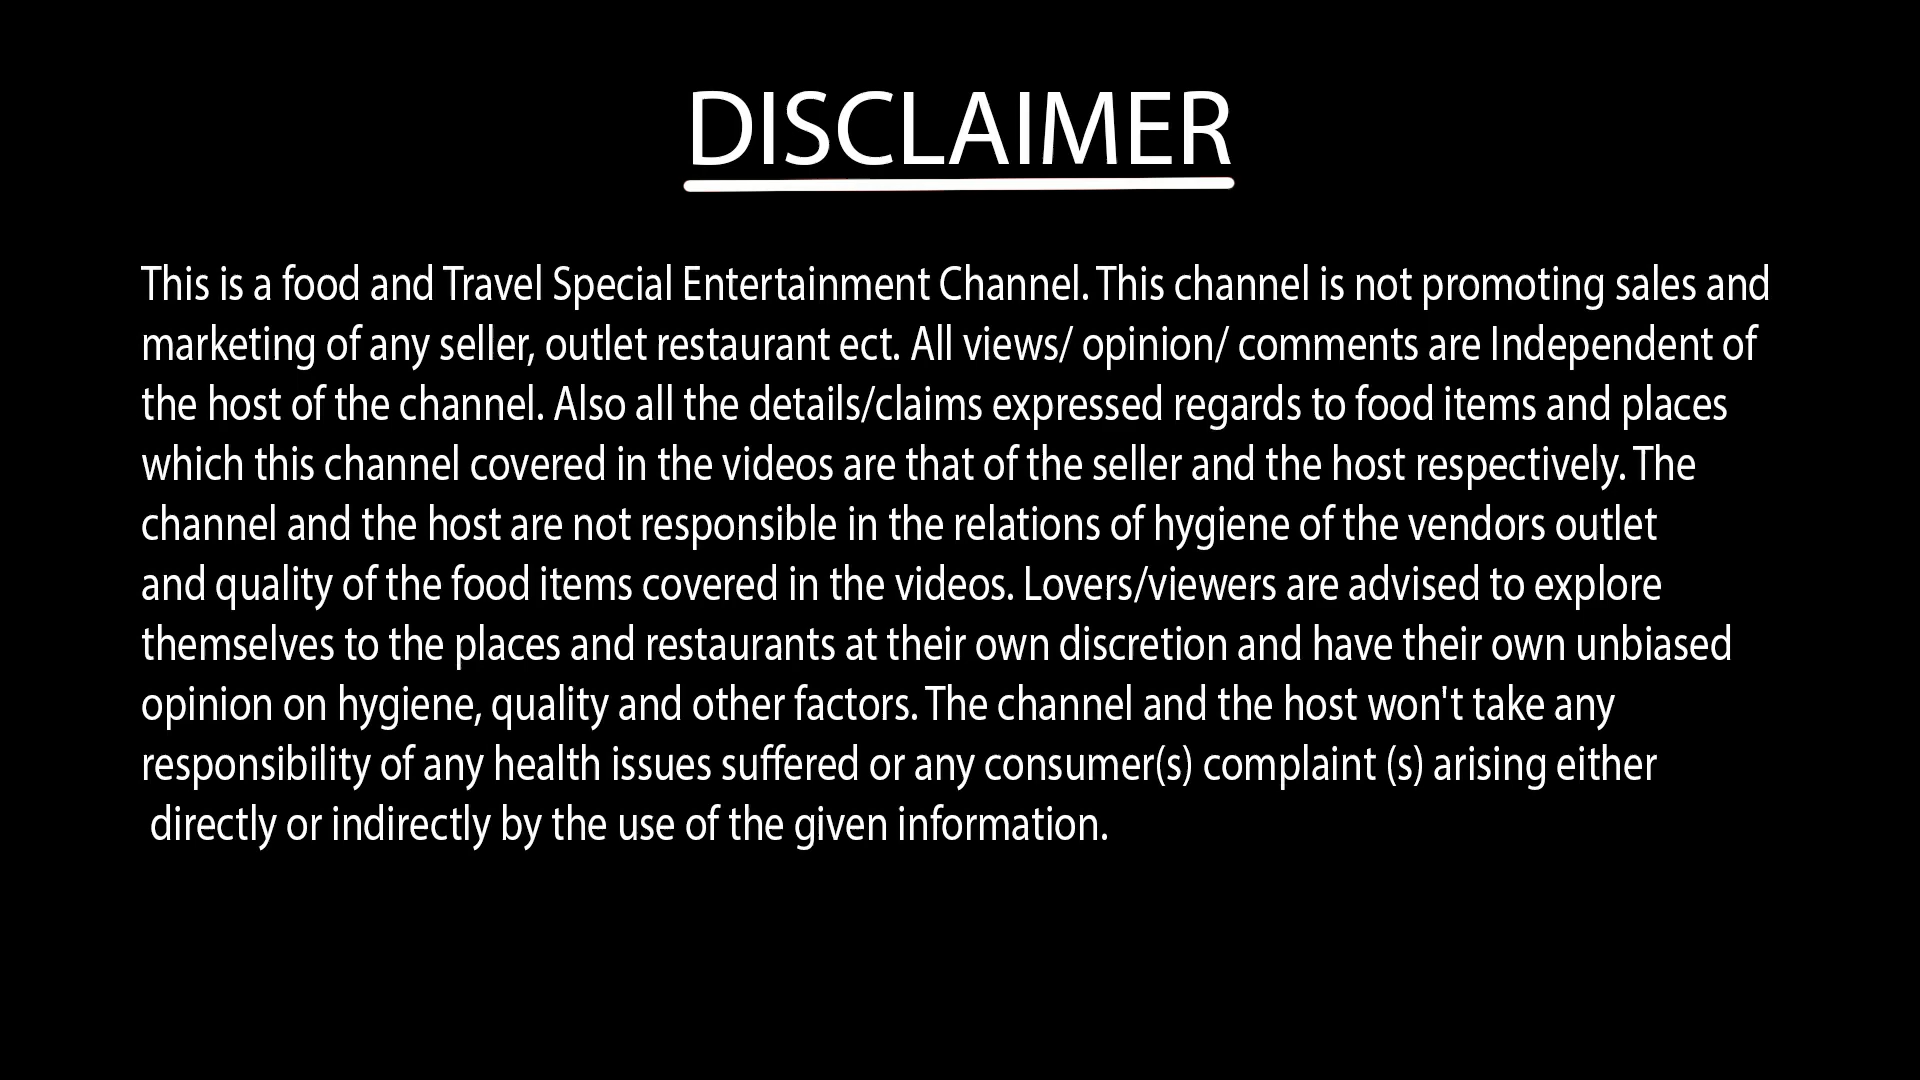 DISCLAIMER
This is a food and Travel Special Entertainment Channel. This channel is not promoting sales and
marketing of any seller, outlet restaurant ect. All views/ opinion/ comments are Independent of
the host of the channel. Also all the details/claims expressed regards to food items and places
which this channel covered in the videos are that of the seller and the host respectively. The
channel and the host are not responsible in the relations of hygiene of the vendors outlet
and quality of the food items covered in the videos. Lovers/viewers are advised to explore
themselves to the places and restaurants at their own discretion and have their own unbiased
opinion on hygiene, quality and other factors. The channel and the host won't take any
responsibility of any health issues suffered or any consumer(s) complaint (s) arising either
directly or indirectly by the use of the given information.